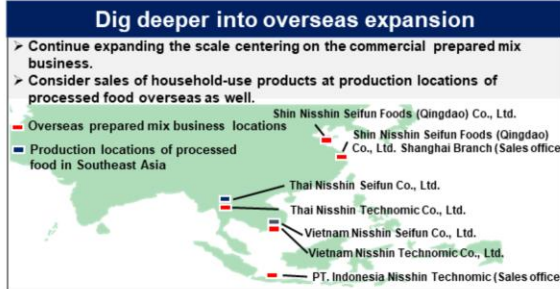 Dig deeper into overseas expansion
➢ Continue expanding the scale centering on the commercial prepared mix
business.
➢ Consider sales of household-use products at production locations of
processed food overseas as well.
Shin Nisshin Seifun Foods (Qingdao) Co., Ltd.
Overseas prepared mix business locations
Shin Nisshin Seifun Foods (Qingdao)
Co., Ltd. Shanghai Branch (Sales office
Production locations of processed
food in Southeast Asia
Thai Nisshin Seifun Co., Ltd.
Thai Nisshin Technomic Co., Ltd.
Vietnam Nisshin Seifun Co., Ltd.
Vietnam Nisshin Technomic Co., Ltd.
PT. Indonesia Nisshin Technomic (Sales office